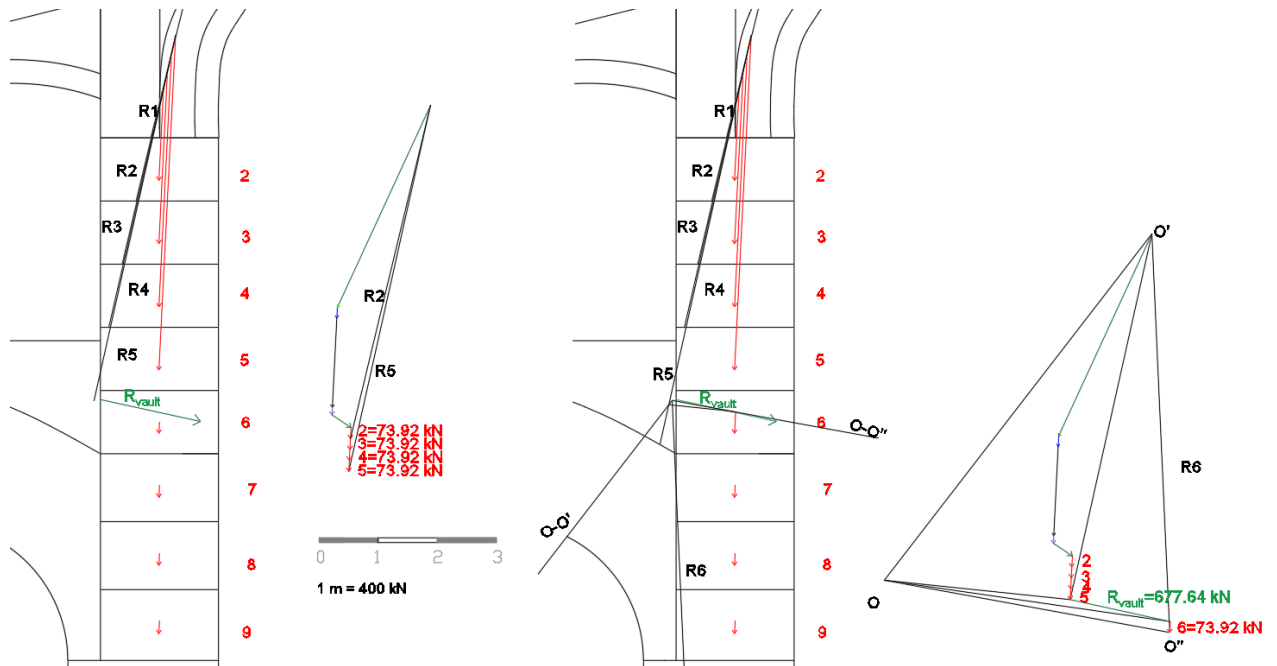 R1
R2
2
R3
3
R4
4
R5
5
Rvault
6
7
8
9
R2
R5
2=73.92 kN
3=73.92 kN
4=73.92 kN
5=73.92 kN
0 1 2 3
1 m = 400 kN
R1
R2
2
R3
3
R4
4
R5
5
Rvault
6
O-O"
7
O-O'
8
R6
9
O'
R6
2
3
4
5
O
Rvault=677.64 kN
6=73.92 kN
O"